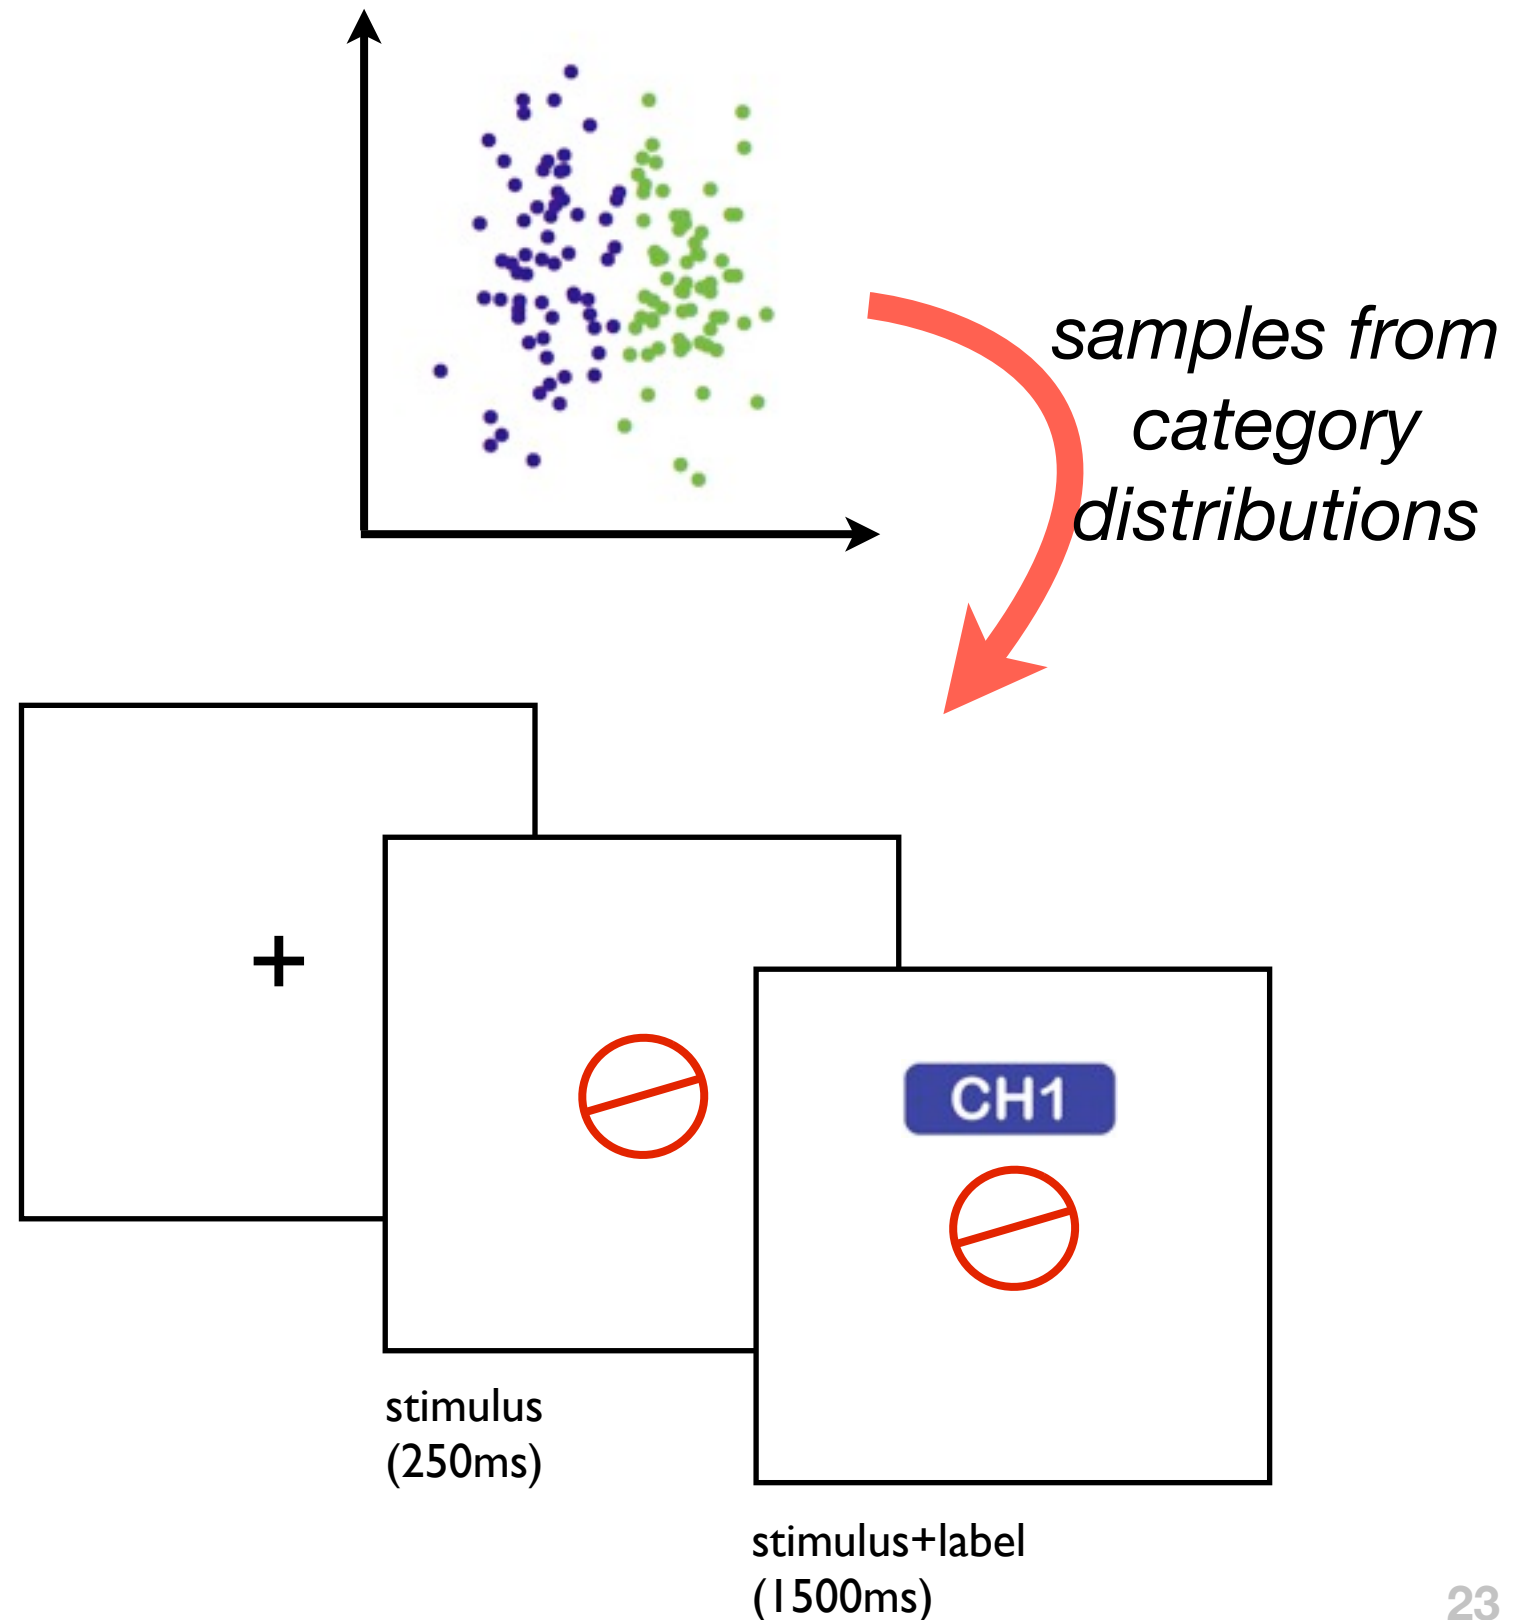 samples from
category
distributions
+
CH1
stimulus
(250ms)
stimulus+label
(1500ms)
23